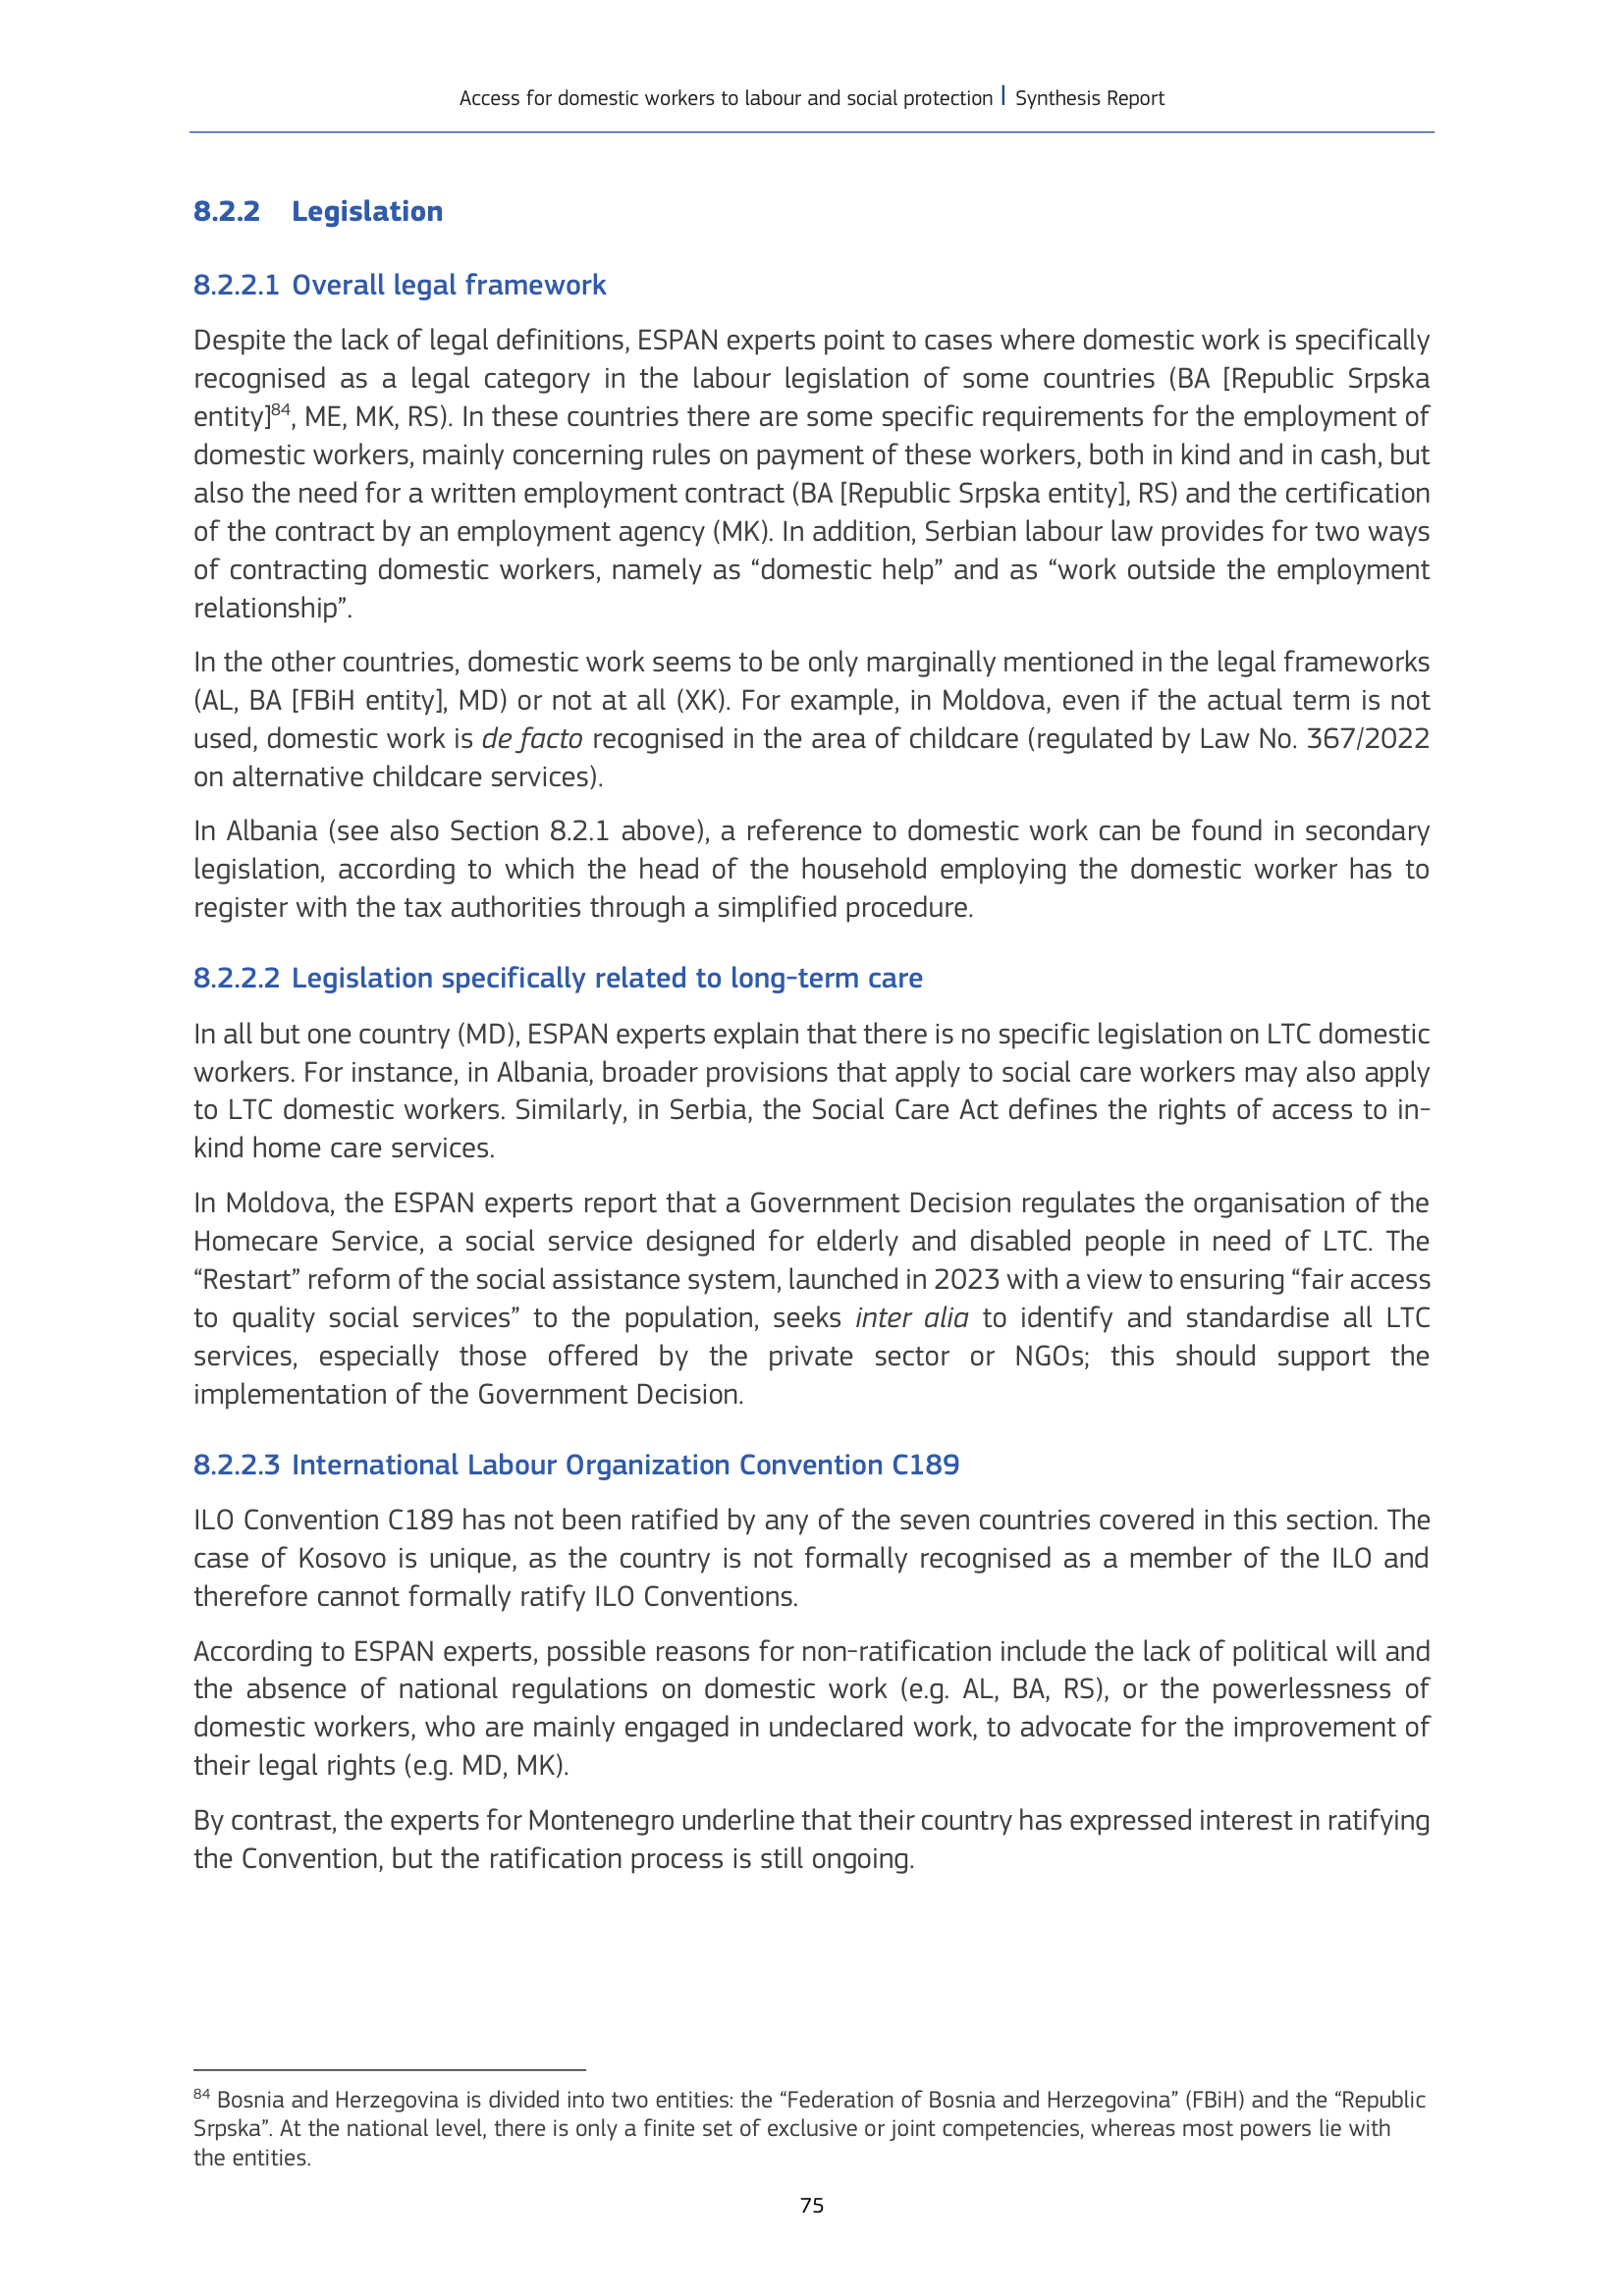 Access for domestic workers to labour and social protection | Synthesis Report
8.2.2 Legislation
8.2.2.1 Overall legal framework
Despite the lack of legal definitions, ESPAN experts point to cases where domestic work is specifically
recognised as a legal category in the labour legislation of some countries (BA [Republic Srpska
entity]84, ME, MK, RS). In these countries there are some specific requirements for the employment of
domestic workers, mainly concerning rules on payment of these workers, both in kind and in cash, but
also the need for a written employment contract (BA [Republic Srpska entity], RS) and the certification
of the contract by an employment agency (MK). In addition, Serbian labour law provides for two ways
of contracting domestic workers, namely as “domestic help” and as “work outside the employment
relationship”.
In the other countries, domestic work seems to be only marginally mentioned in the legal frameworks
(AL, BA [FBiH entity], MD) or not at all (XK). For example, in Moldova, even if the actual term is not
used, domestic work is de facto recognised in the area of childcare (regulated by Law No. 367/2022
on alternative childcare services).
In Albania (see also Section 8.2.1 above), a reference to domestic work can be found in secondary
legislation, according to which the head of the household employing the domestic worker has to
register with the tax authorities through a simplified procedure.
8.2.2.2 Legislation specifically related to long-term care
In all but one country (MD), ESPAN experts explain that there is no specific legislation on LTC domestic
workers. For instance, in Albania, broader provisions that apply to social care workers may also apply
to LTC domestic workers. Similarly, in Serbia, the Social Care Act defines the rights of access to in-
kind home care services.
In Moldova, the ESPAN experts report that a Government Decision regulates the organisation of the
Homecare Service, a social service designed for elderly and disabled people in need of LTC. The
“Restart” reform of the social assistance system, launched in 2023 with a view to ensuring “fair access
to quality social services” to the population, seeks inter alia to identify and standardise all LTC
services, especially those offered by the private sector or NGOs; this should support the
implementation of the Government Decision.
8.2.2.3 International Labour Organization Convention C189
ILO Convention C189 has not been ratified by any of the seven countries covered in this section. The
case of Kosovo is unique, as the country is not formally recognised as a member of the ILO and
therefore cannot formally ratify ILO Conventions.
According to ESPAN experts, possible reasons for non-ratification include the lack of political will and
the absence of national regulations on domestic work (e.g. AL, BA, RS), or the powerlessness of
domestic workers, who are mainly engaged in undeclared work, to advocate for the improvement of
their legal rights (e.g. MD, MK).
By contrast, the experts for Montenegro underline that their country has expressed interest in ratifying
the Convention, but the ratification process is still ongoing.
84 Bosnia and Herzegovina is divided into two entities: the “Federation of Bosnia and Herzegovina” (FBiH) and the “Republic
Srpska”. At the national level, there is only a finite set of exclusive or joint competencies, whereas most powers lie with
the entities.
75